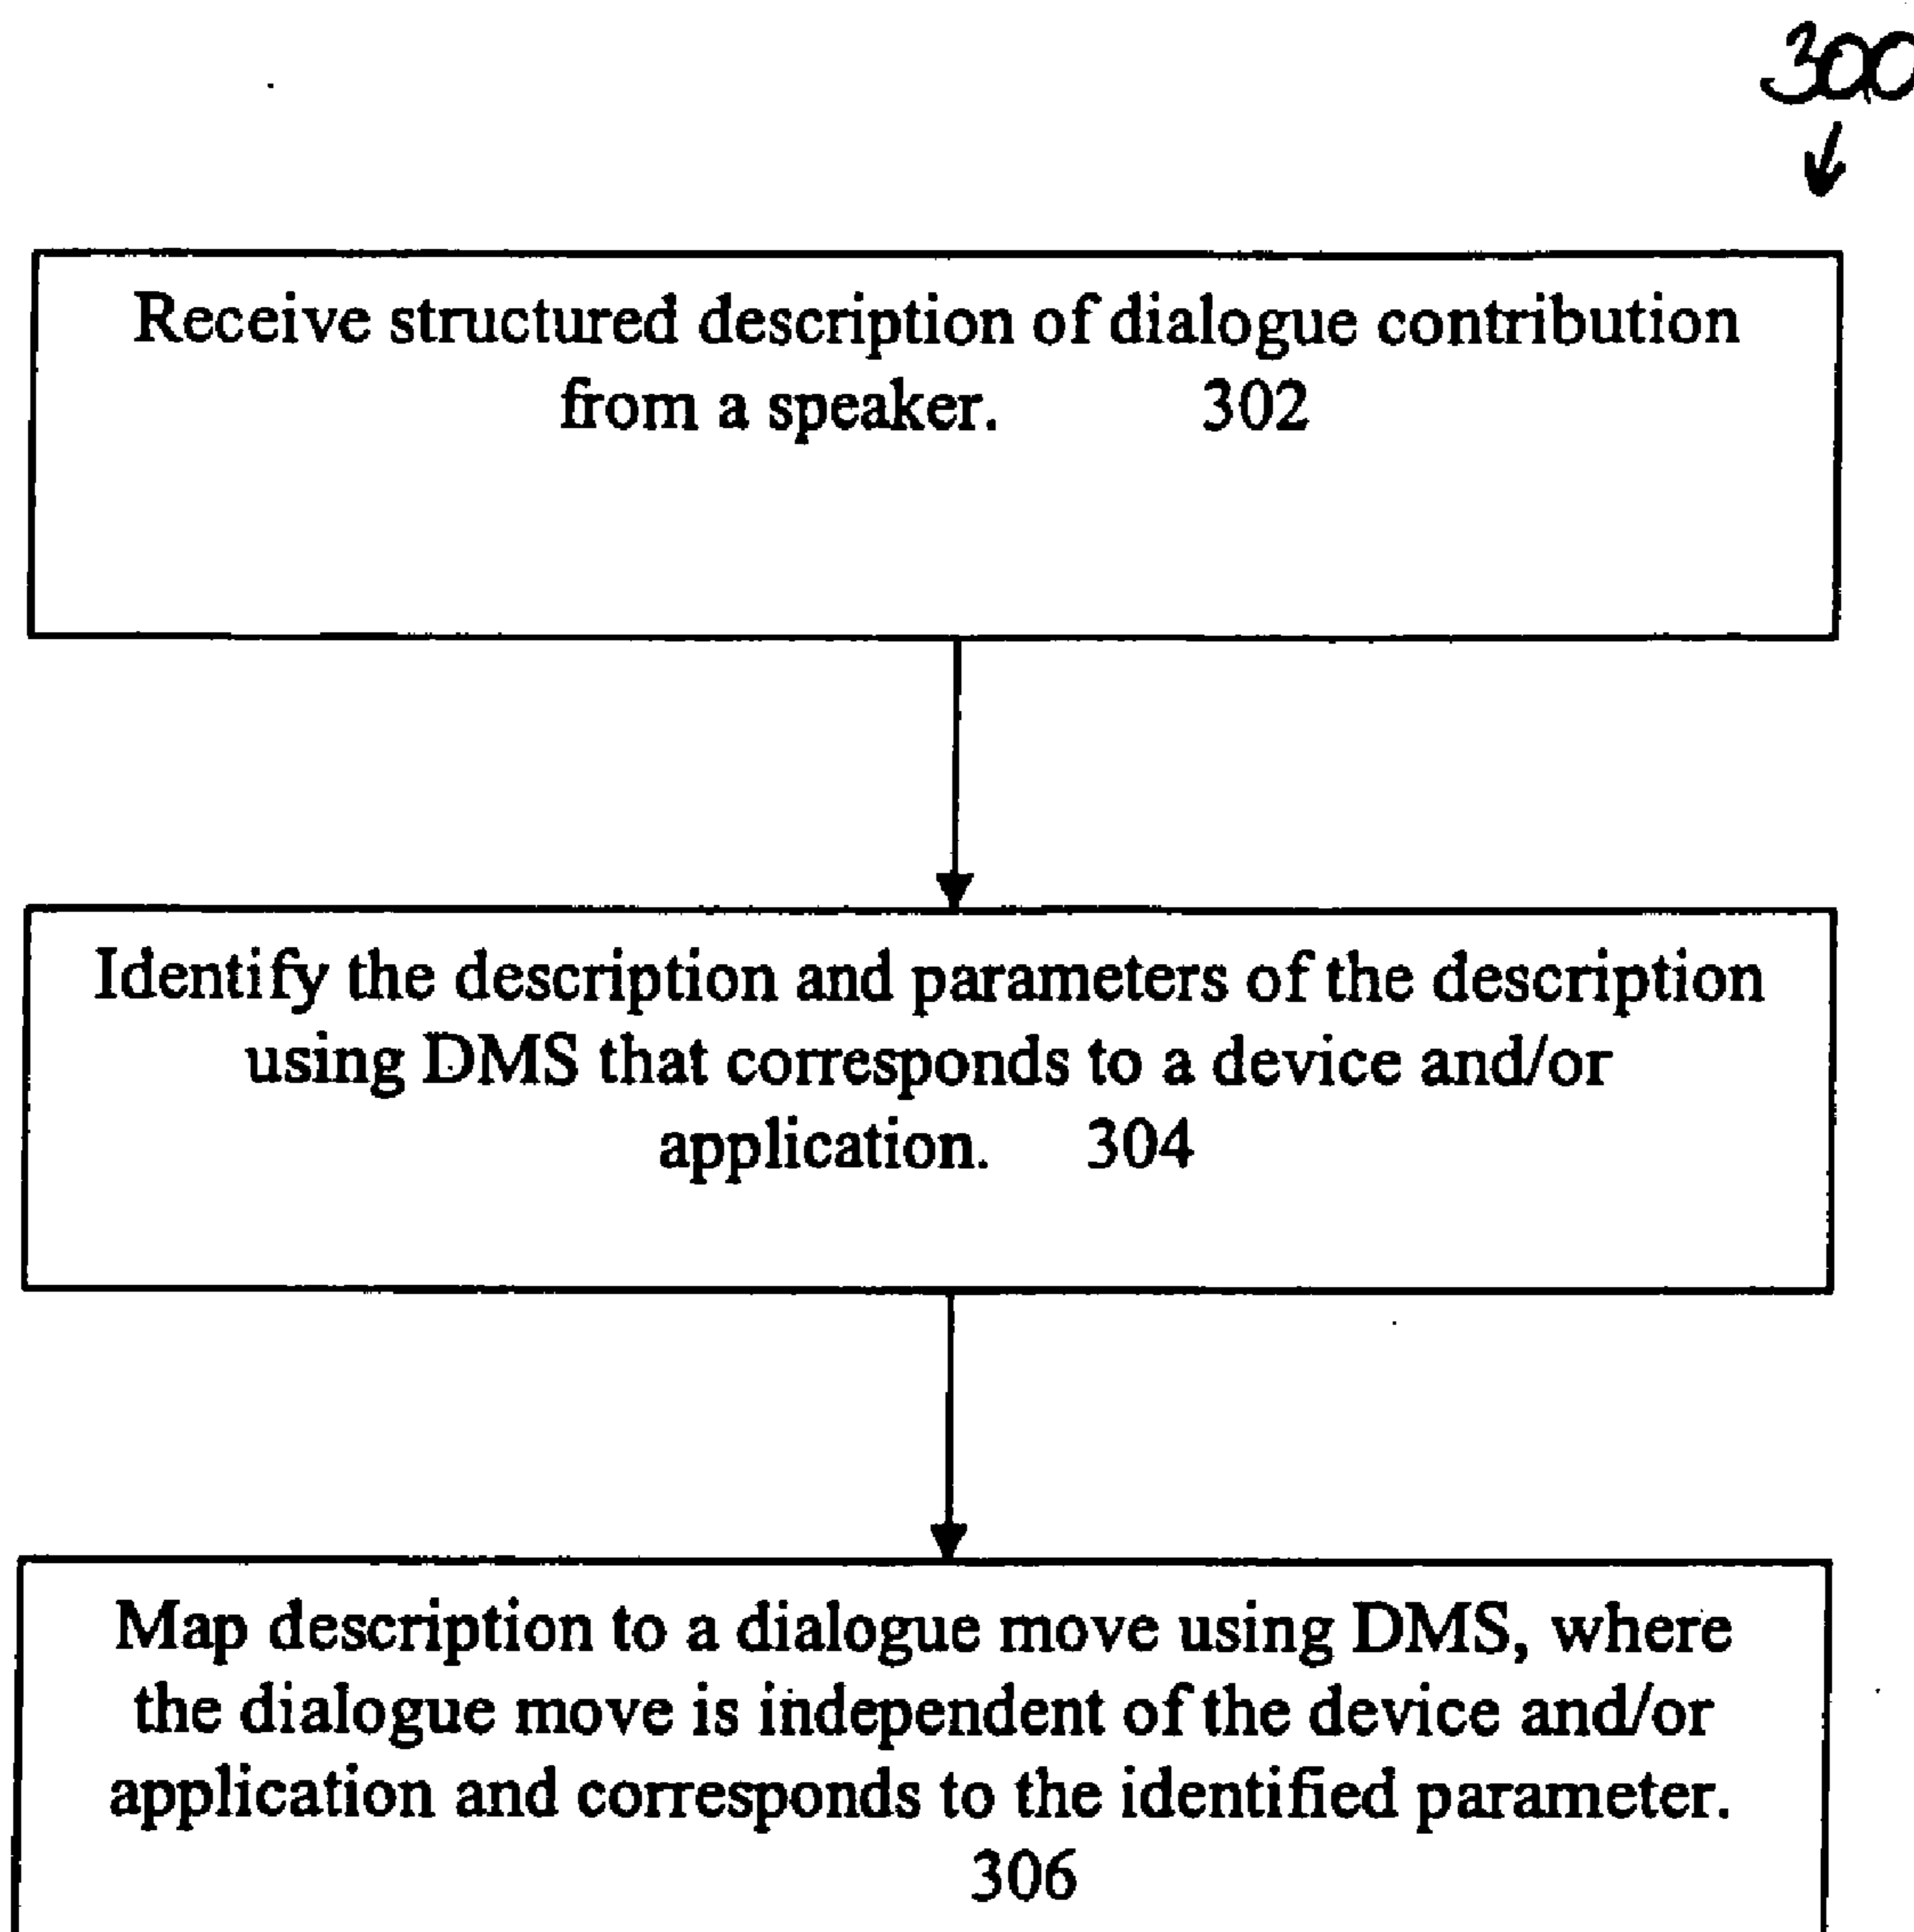 300
Receive structured description of dialogue contribution
from a speaker. 302
Identify the description and parameters of the description
using DMS that corresponds to a device and/or
application. 304
Map description to a dialogue move using DMS, where
the dialogue move is independent of the device and/or
application and corresponds to the identified parameter.
306